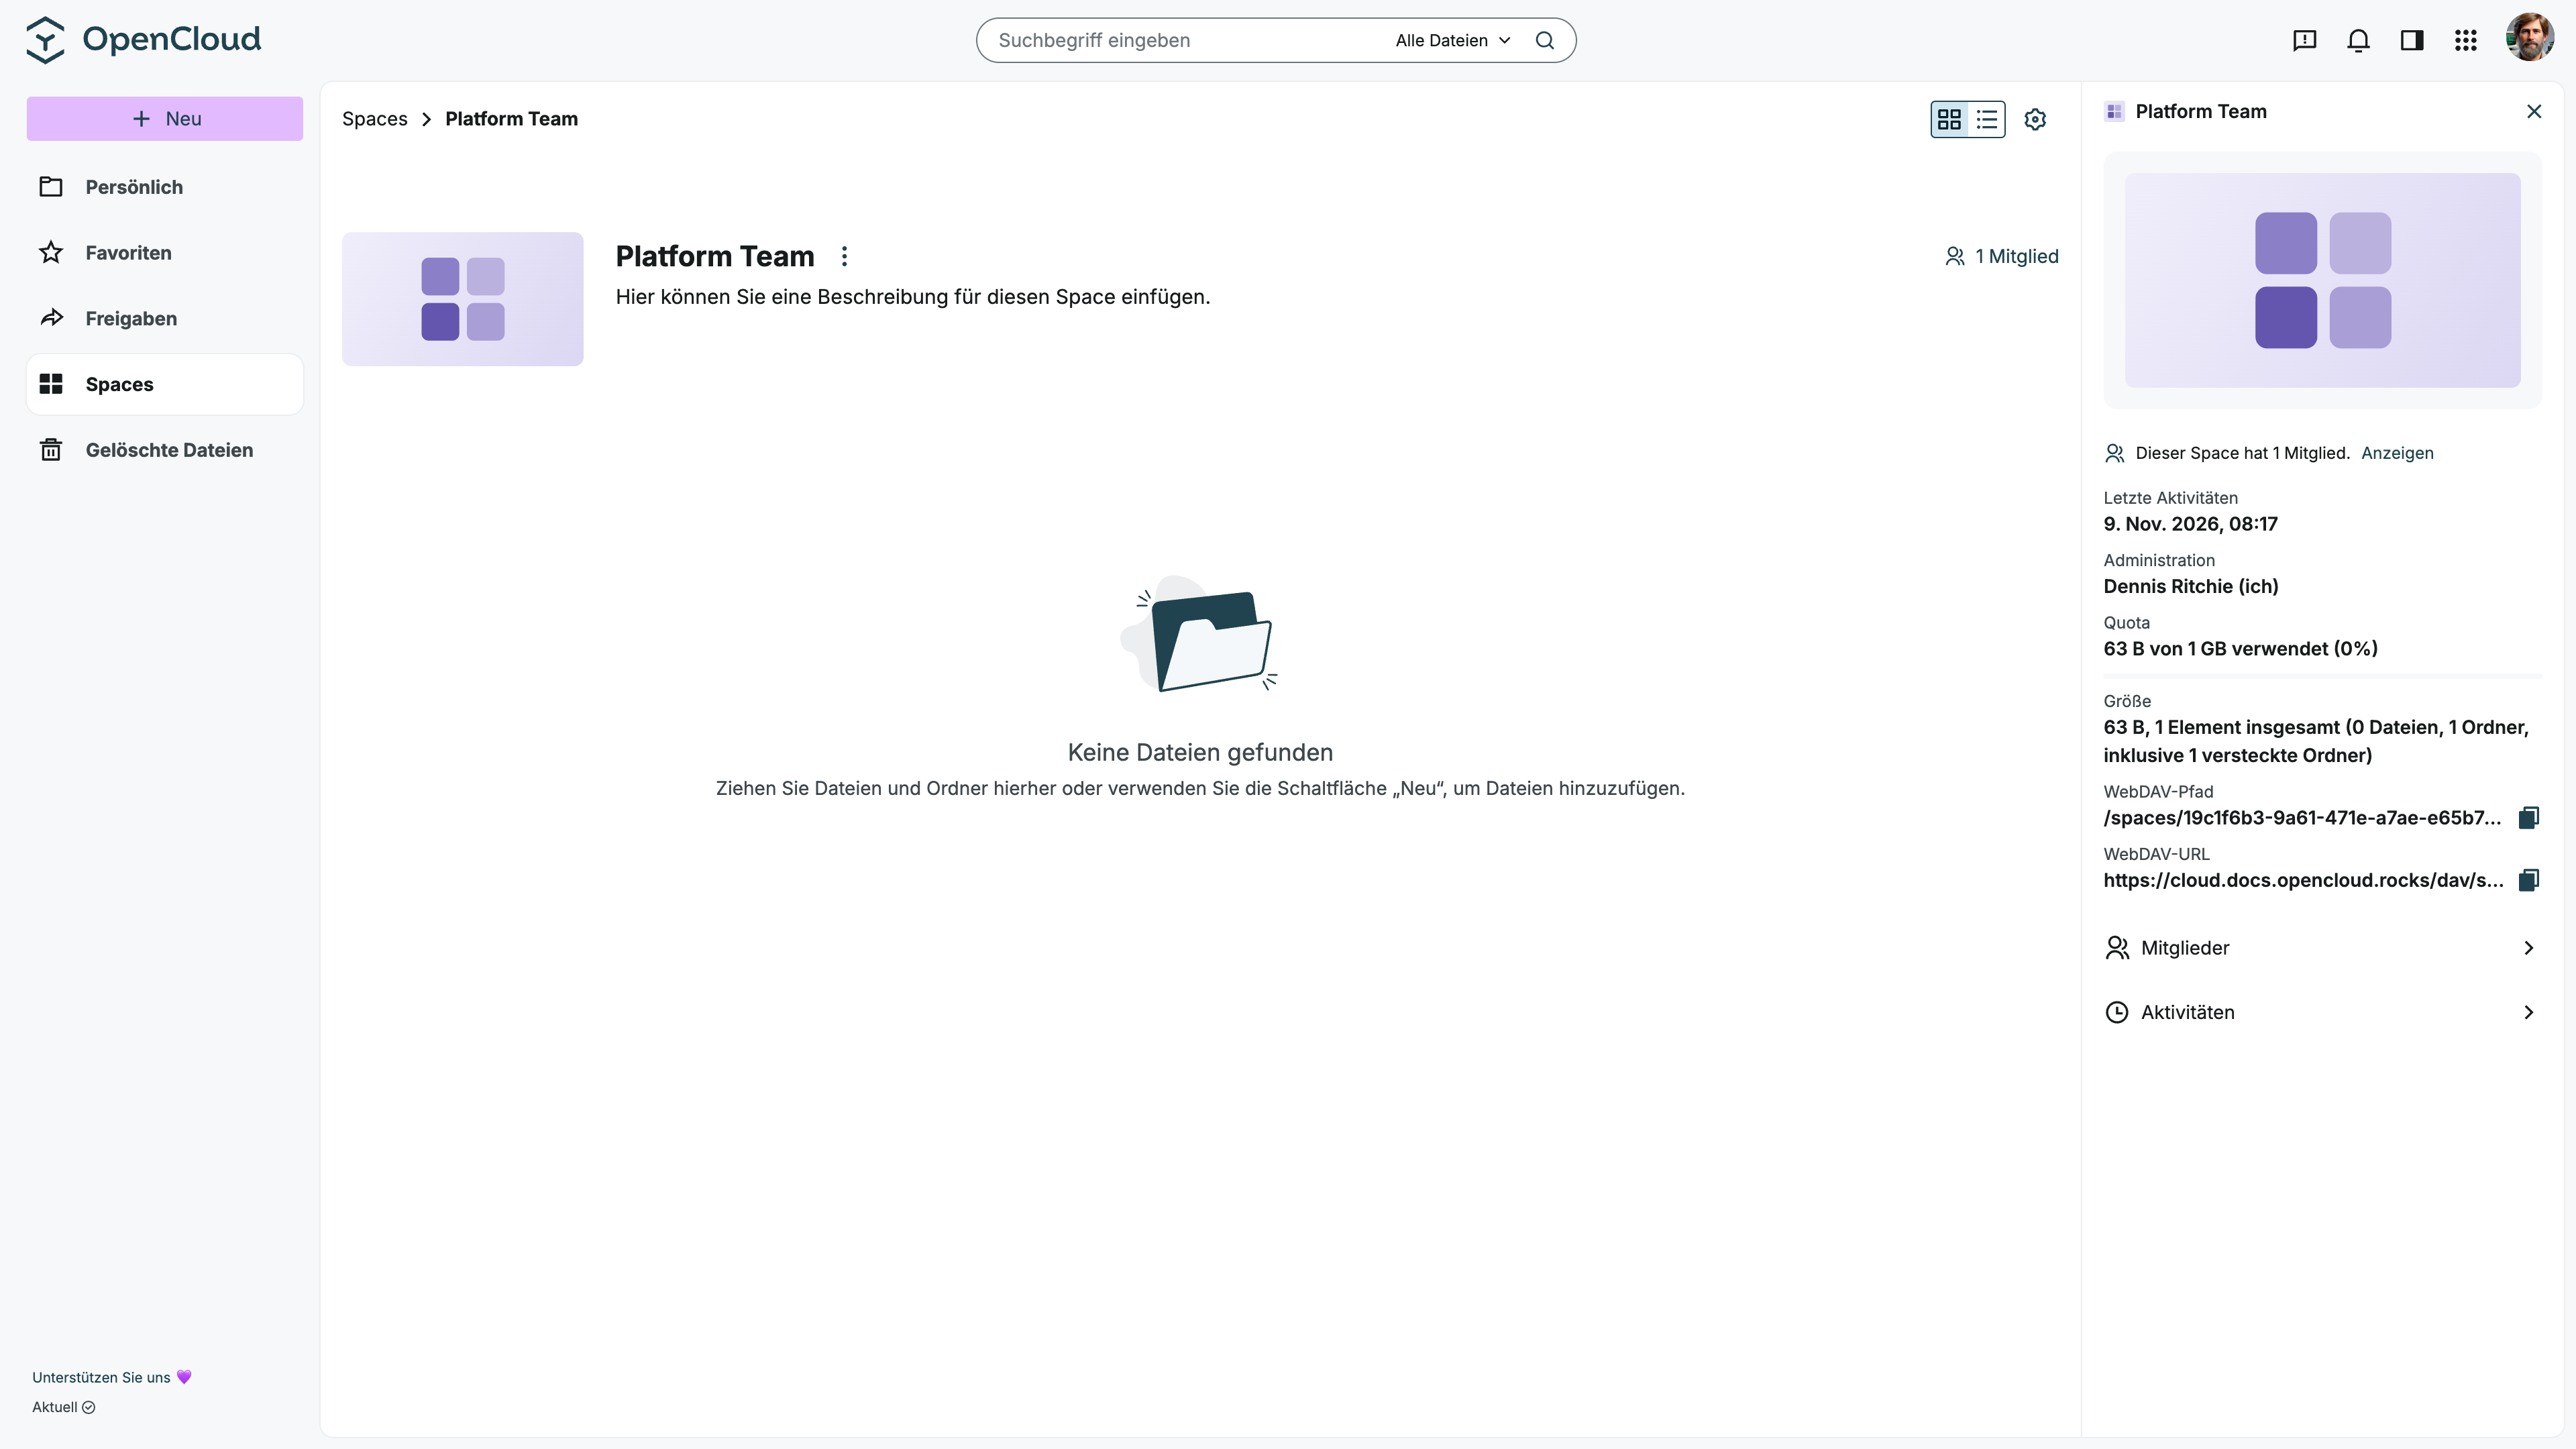 OpenCloud
Suchbegriff eingeben
Alle Dateien
Neu
Persönlich
Favoriten
Freigaben
Spaces
Gelöschte Dateien
Unterstützen Sie uns 💜
Aktuell
Spaces > Platform Team
Platform Team
1 Mitglied
Hier können Sie eine Beschreibung für diesen Space einfügen.
Keine Dateien gefunden
Ziehen Sie Dateien und Ordner hierher oder verwenden Sie die Schaltfläche „Neu“, um Dateien hinzuzufügen.
Platform Team
Dieser Space hat 1 Mitglied. Anzeigen
Letzte Aktivitäten
9. Nov. 2026, 08:17
Administration
Dennis Ritchie (ich)
Quota
63 B von 1 GB verwendet (0%)
Größe
63 B, 1 Element insgesamt (0 Dateien, 1 Ordner,
inklusive 1 versteckte Ordner)
WebDAV-Pfad
/spaces/19c1f6b3-9a61-471e-a7ae-e65b7...
WebDAV-URL
https://cloud.docs.opencloud.rocks/dav/s...
Mitglieder
Aktivitäten